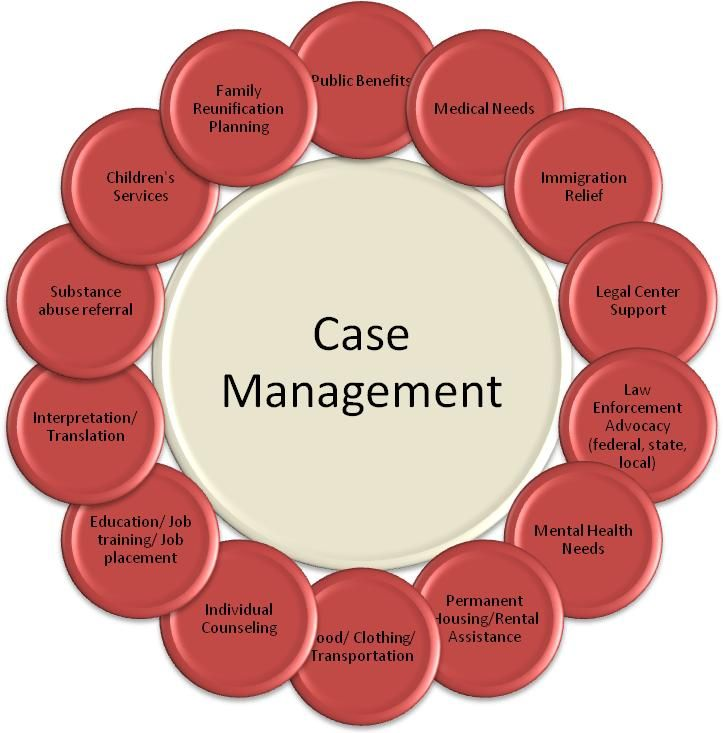 Case
Management
Public Benefits
Medical Needs
Immigration
Relief
Legal Center
Support
Law
Enforcement
Advocacy
(federal, state,
local)
Mental Health
Needs
Permanent
Housing/Rental
Assistance
ood/ Clothing/
Transportation
Individual
Counseling
Education/ Job
training/ Job
placement
Interpretation/
Translation
Substance
abuse referral
Children's
Services
Family
Reunification
Planning